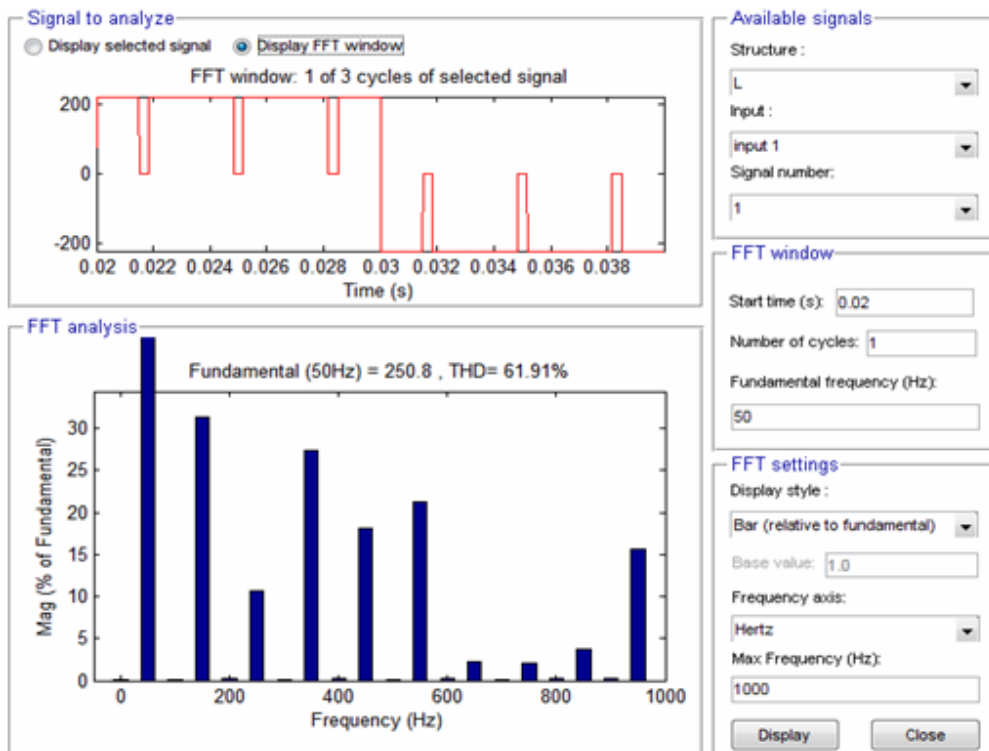 Signal to analyze
Display selected signal Display FFT window
FFT window: 1 of 3 cycles of selected signal
200
0
-200
0.02 0.022 0.024 0.026 0.028 0.03 0.032 0.034 0.036 0.038
Time (s)
FFT analysis
Fundamental (50Hz) = 250.8 , THD= 61.91%
Mag (% of Fundamental)
30
25
20
15
10
5
0
0 200 400 600 800 1000
Frequency (Hz)
Available signals
Structure :
L
Input :
input 1
Signal number:
1
FFT window
Start time (s): 0.02
Number of cycles: 1
Fundamental frequency (Hz):
50
FFT settings
Display style :
Bar (relative to fundamental)
Base value: 1.0
Frequency axis:
Hertz
Max Frequency (Hz):
1000
Display Close